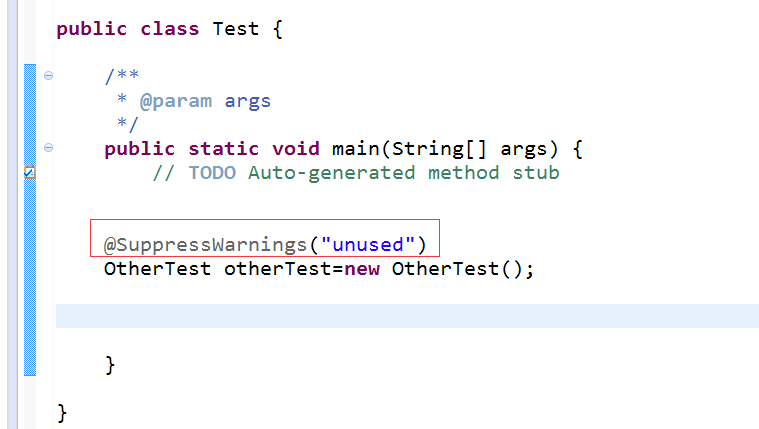 public class Test {
/**
* @param args
*/
public static void main(String[] args) {
// TODO Auto-generated method stub
@SuppressWarnings("unused")
OtherTest otherTest=new OtherTest();
}
}